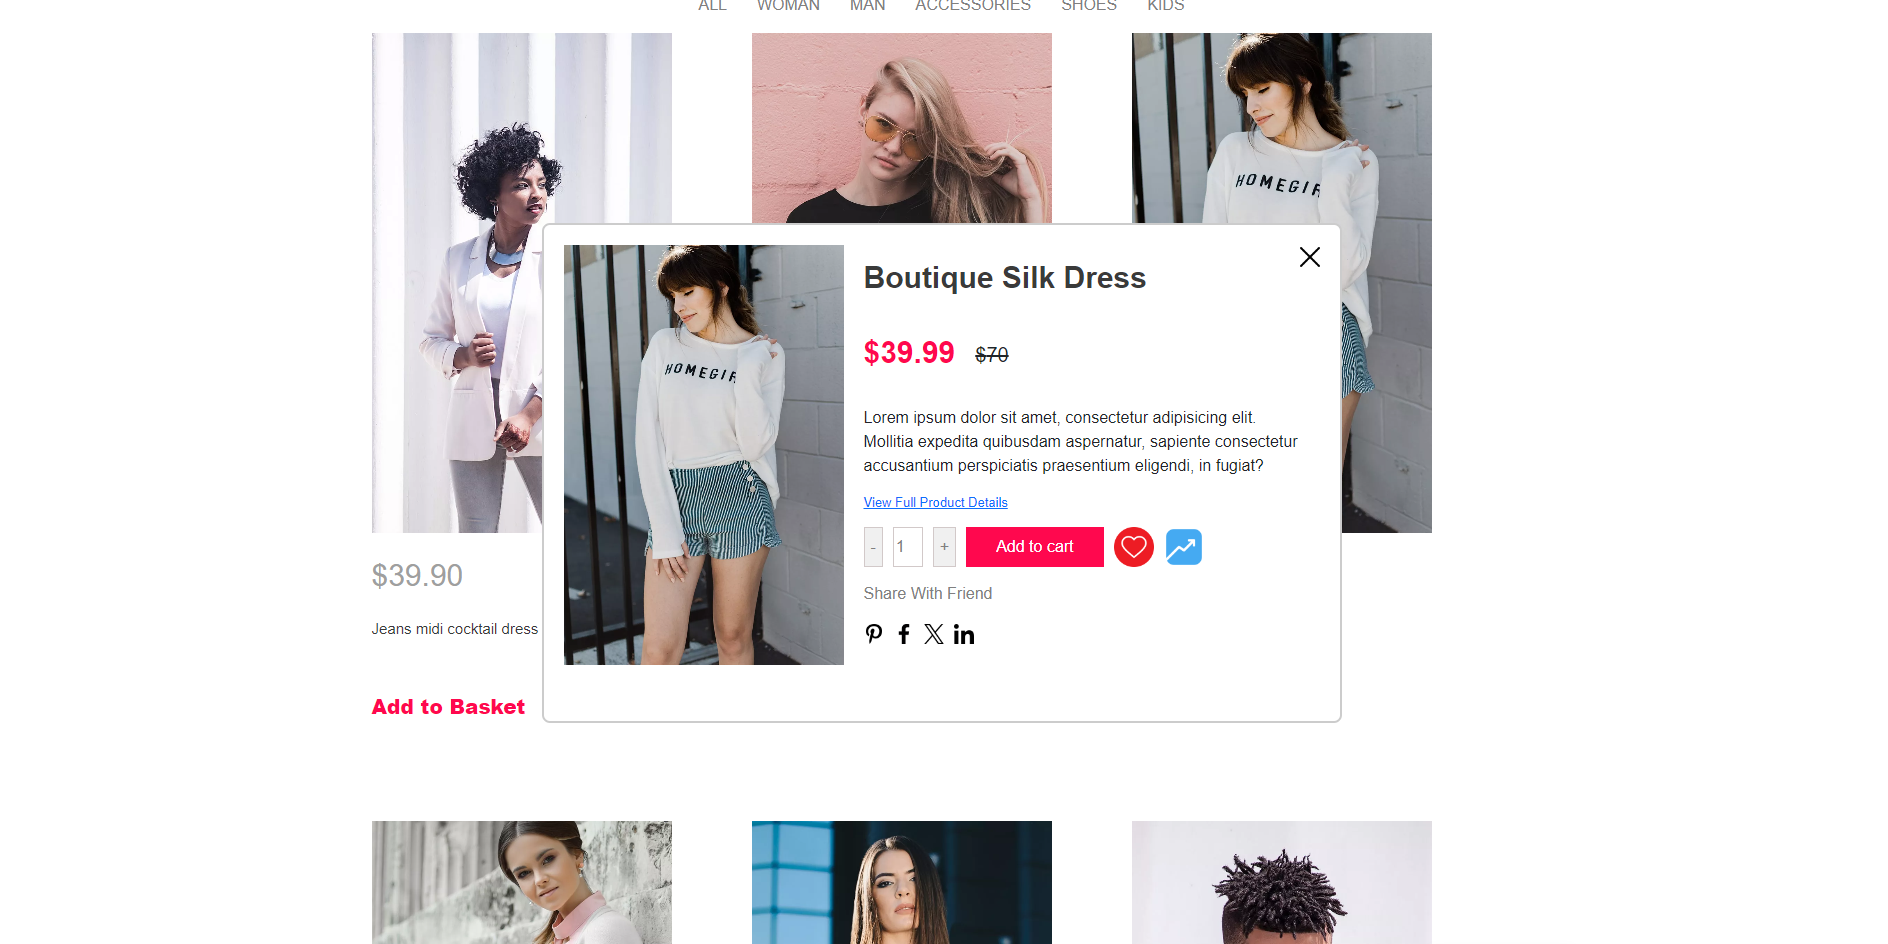 ALL WOMAN MAN ACCESSORIES SHOES KIDS
HOMEGIR
Boutique Silk Dress
$39.99 $70
HOMEGIR
Lorem ipsum dolor sit amet, consectetur adipisicing elit.
Mollitia expedita quibusdam aspernatur, sapiente consectetur
accusantium perspiciatis praesentium eligendi, in fugiat?
View Full Product Details
- 1 + Add to cart
Share With Friend
$39.90
Jeans midi cocktail dress
Add to Basket